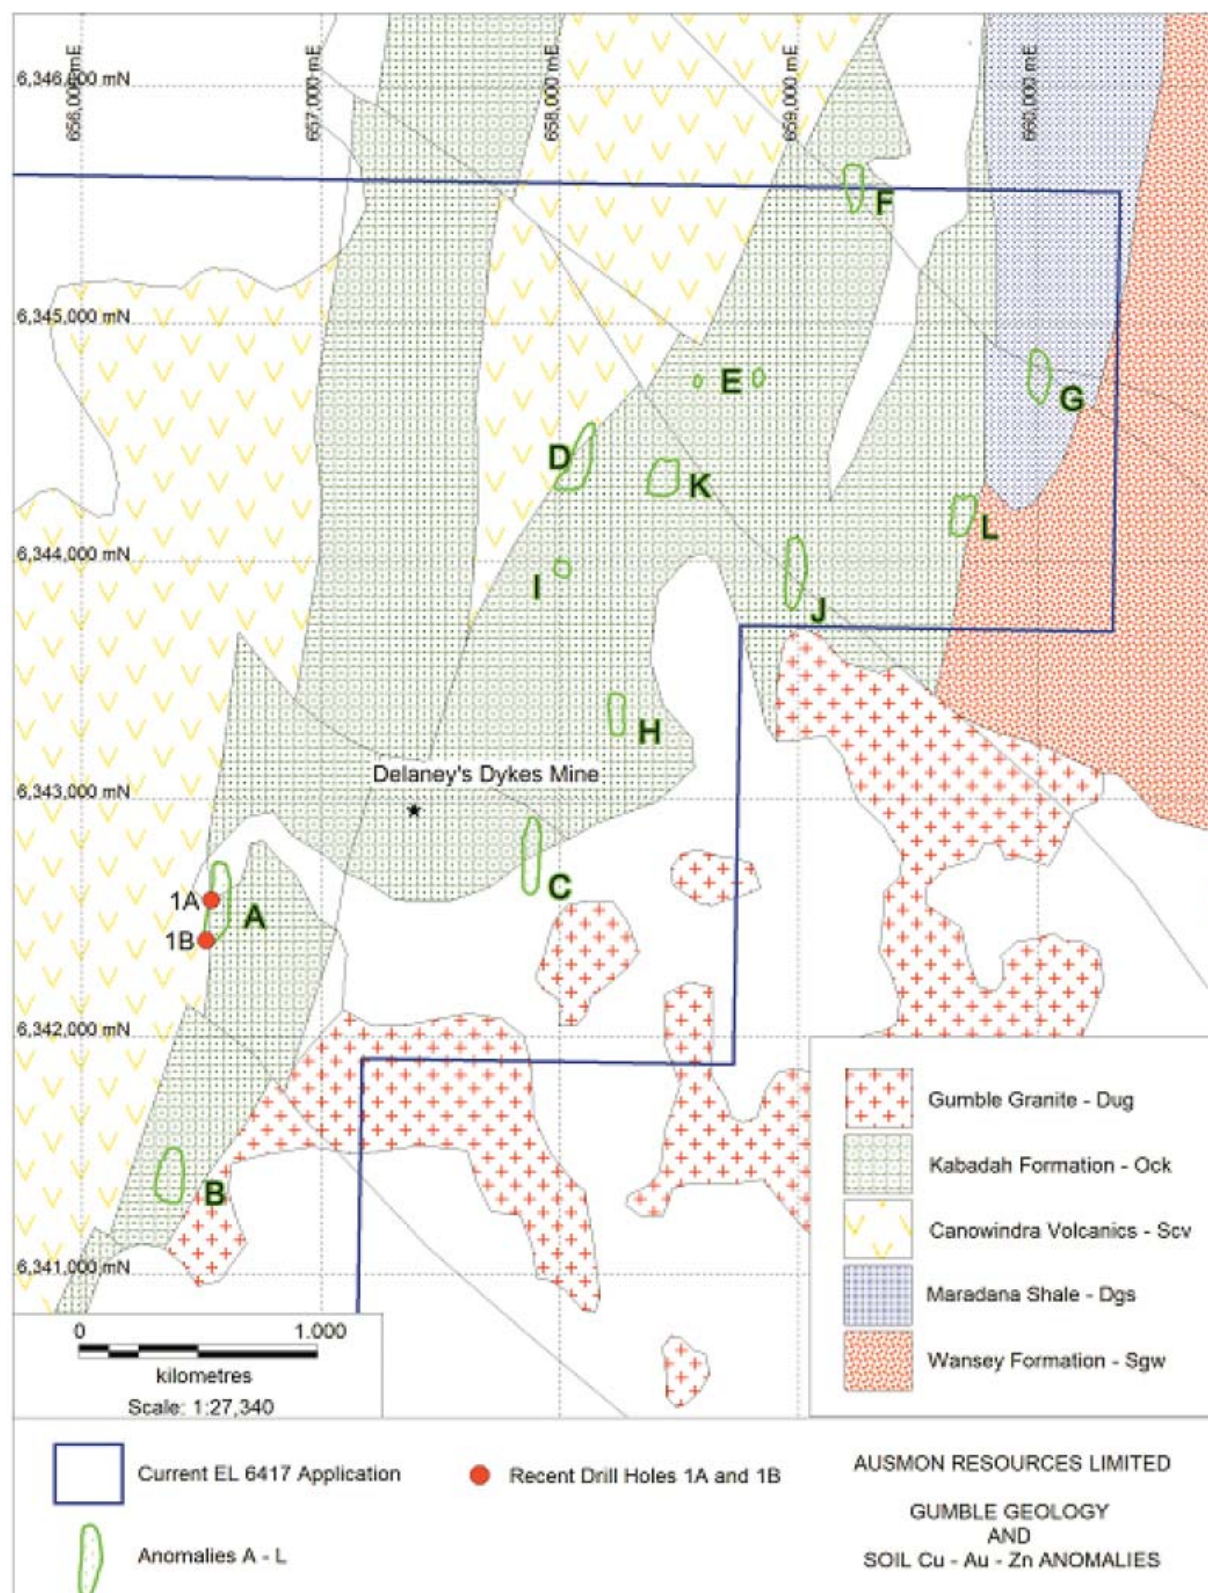 656,000 mE
657,000 mE
658,000 mE
659,000 mE
660,000 mE
6,346,000 mN
F
6,345,000 mN
E
G
D
K
L
6,344,000 mN
I
J
H
Delaney's Dykes Mine
6,343,000 mN
C
1A
A
1B
6,342,000 mN
B
6,341,000 mN
Gumble Granite - Dug
Kabadah Formation - Ock
Canowindra Volcanics - Scv
Maradana Shale - Dgs
Wansey Formation - Sgw
0 1.000
kilometres
Scale: 1:27,340
Current EL 6417 Application
Recent Drill Holes 1A and 1B
Anomalies A - L
AUSMON RESOURCES LIMITED
GUMBLE GEOLOGY
AND
SOIL Cu - Au - Zn ANOMALIES